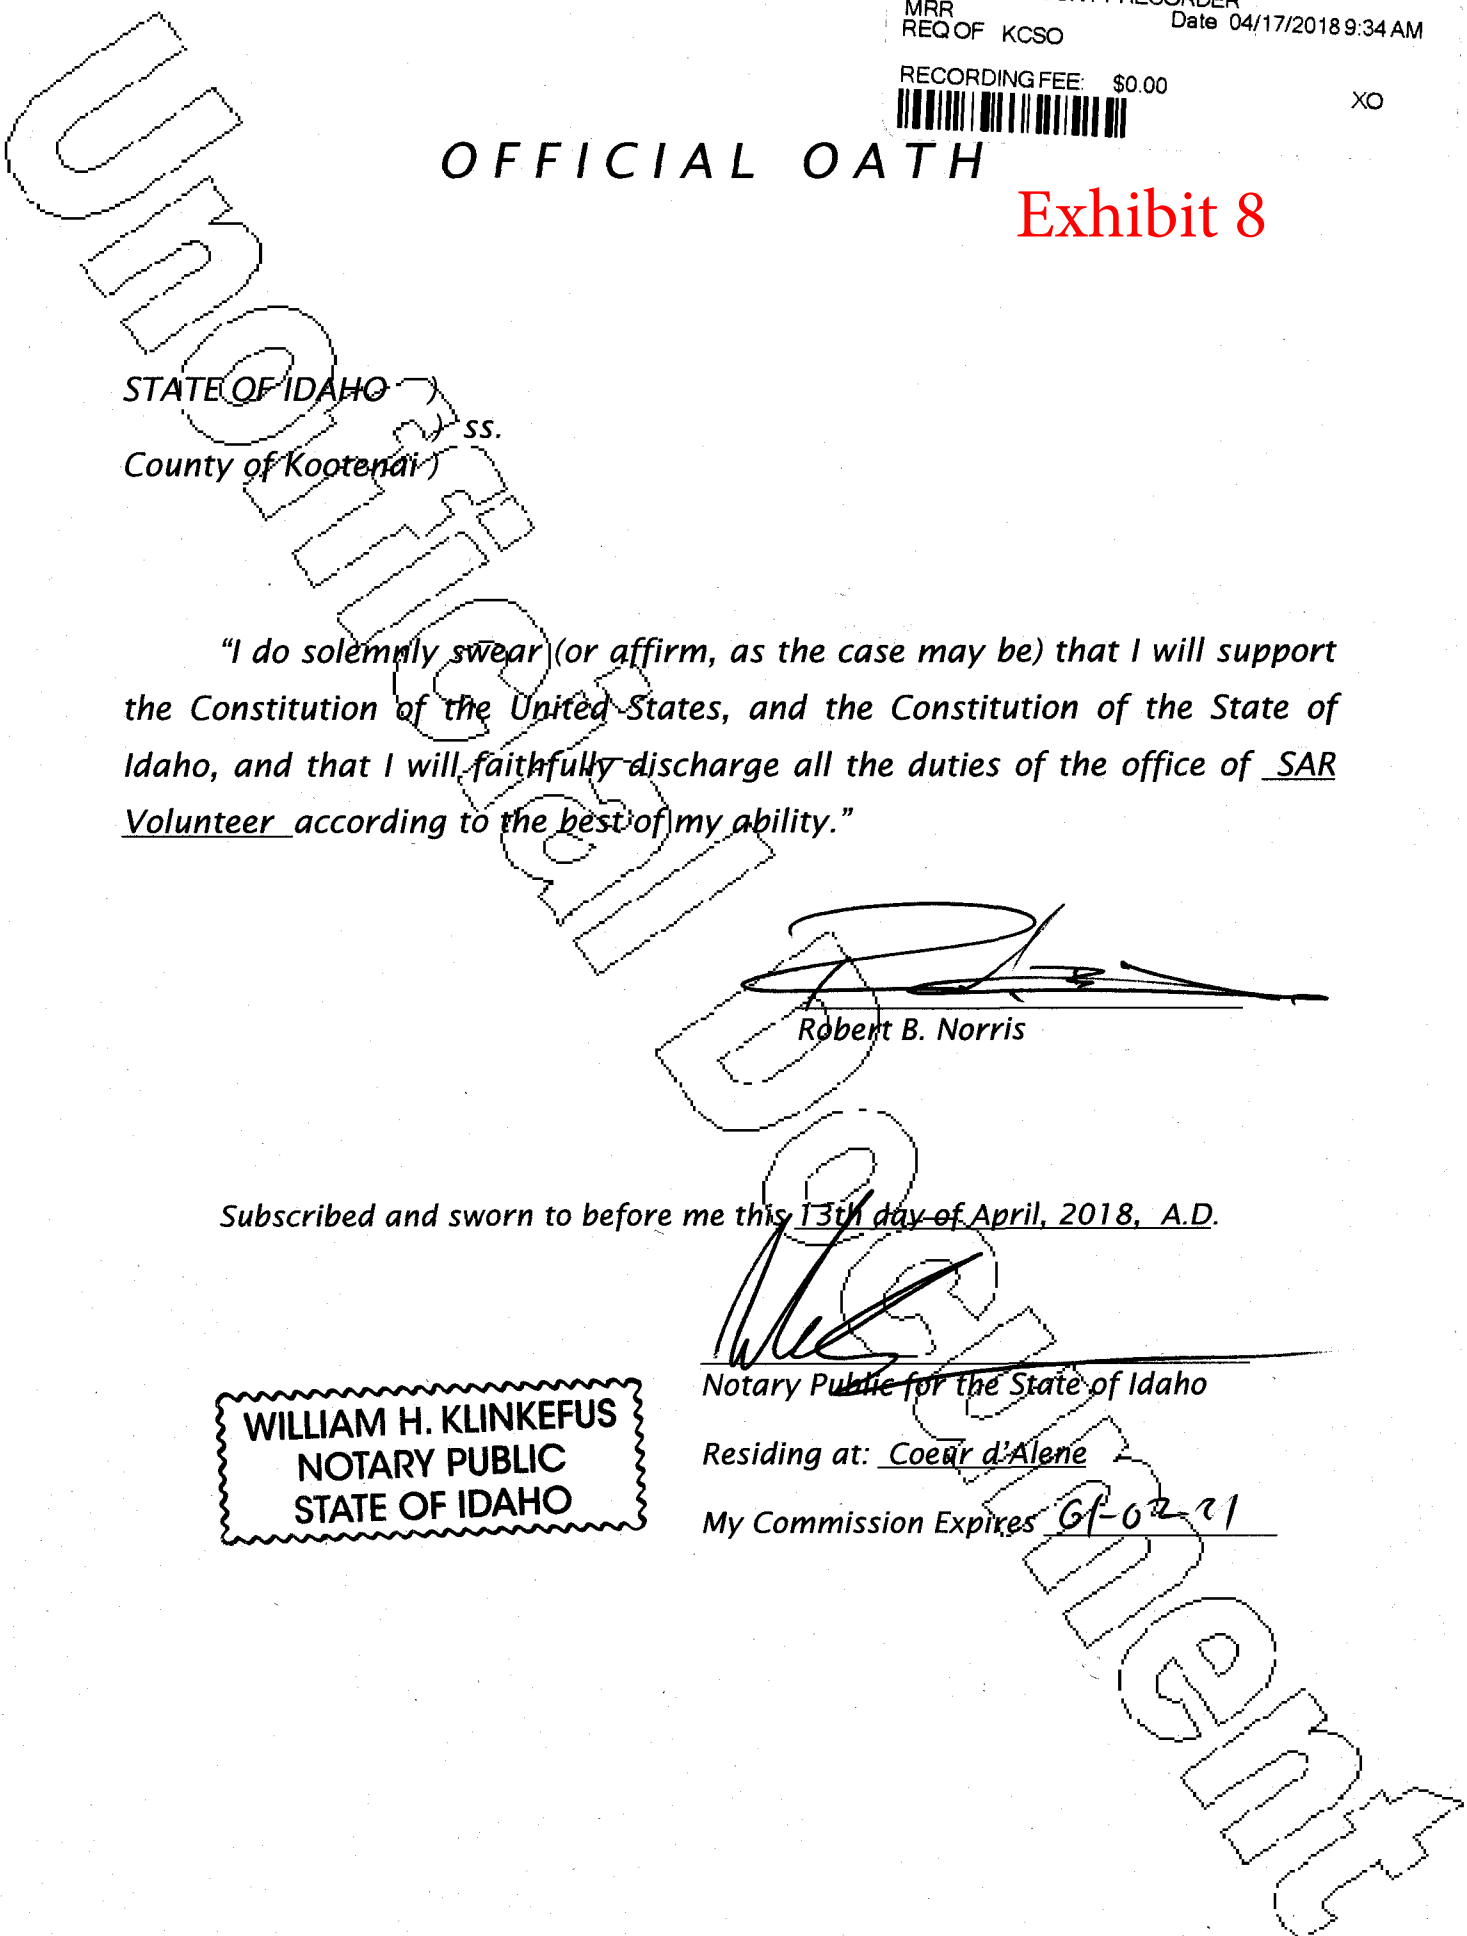 RECORDER
MRR Date 04/17/2018 9:34 AM
REQ OF KCSO
RECORDING FEE: $0.00
XO
OFFICIAL OATH
Exhibit 8
STATE OF IDAHO )
) ss.
County of Kootenai )
“I do solemnly swear (or affirm, as the case may be) that I will support
the Constitution of the United States, and the Constitution of the State of
Idaho, and that I will faithfully discharge all the duties of the office of SAR
Volunteer according to the best of my ability.”
Robert B. Norris
Subscribed and sworn to before me this 13th day of April, 2018, A.D.
Notary Public for the State of Idaho
WILLIAM H. KLINKEFUS
NOTARY PUBLIC
STATE OF IDAHO
Residing at: Coeur d'Alene
My Commission Expires
Unofficial Document